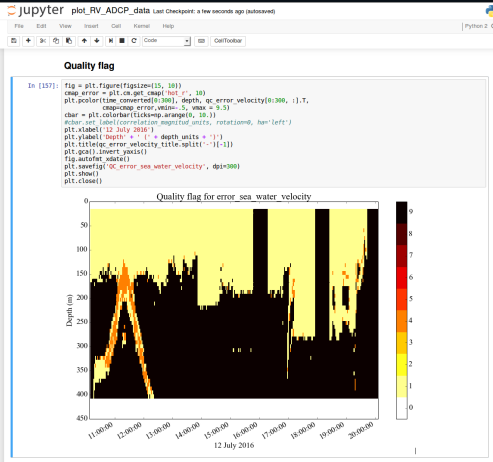 jupyter plot_RV_ADCP_data Last Checkpoint: a few seconds ago (autosaved)
File Edit View Insert Cell Kernel Help
Python 2
Code
CellToolbar
Quality flag
In [157]:
fig = plt.figure(figsize=(15, 10))
cmap_error = plt.cm.get_cmap('hot_r', 10)
plt.pcolor(time_converted[0:300], depth, qc_error_velocity[0:300, :].T,
cmap=cmap_error,vmin=-.5, vmax = 9.5)
cbar = plt.colorbar(ticks=np.arange(0, 10.))
#cbar.set_label(correlation_magnitud_units, rotation=0, ha='left')
plt.xlabel('12 July 2016')
plt.ylabel('Depth' + ' (' + depth_units + ')')
plt.title(qc_error_velocity_title.split('-')[-1])
plt.gca().invert_yaxis()
fig.autofmt_xdate()
plt.savefig('QC_error_sea_water_velocity', dpi=300)
plt.show()
plt.close()
Quality flag for error_sea_water_velocity
0
50
100
150
200
250
300
350
400
450
Depth (m)
9
8
7
6
5
4
3
2
1
0
11:00:00 12:00:00 13:00:00 14:00:00 15:00:00 16:00:00 17:00:00 18:00:00 19:00:00 20:00:00
12 July 2016